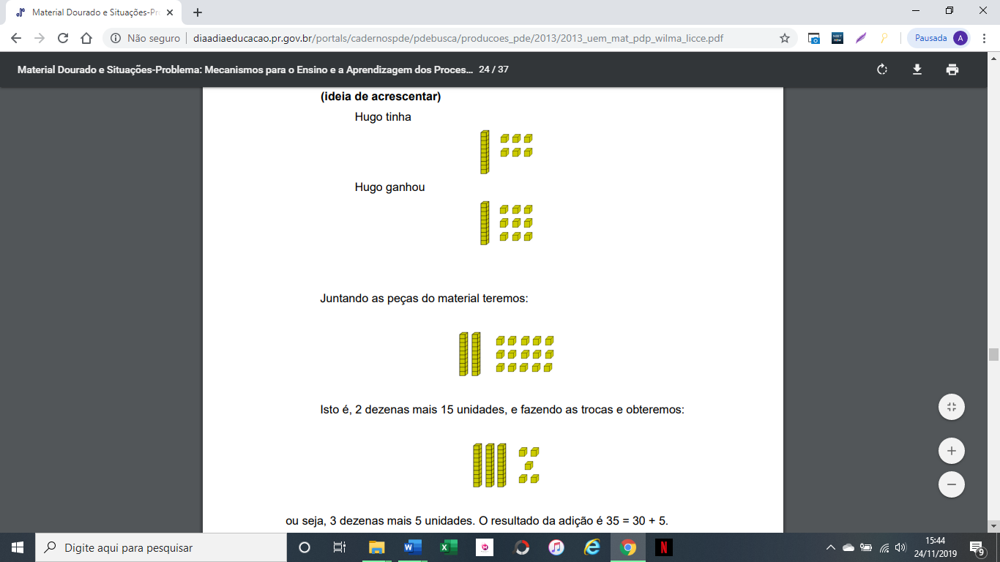 Material Dourado e Situações-Pr
Não seguro
diaadiaeducacao.pr.gov.br/portals/cadernospde/pdebusca/producoes_pde/2013/2013_uem_mat_pdp_wilma_licce.pdf
Pausada
A
Material Dourado e Situações-Problema: Mecanismos para o Ensino e a Aprendizagem dos Proces... 24 / 37
(ideia de acrescentar)
Hugo tinha
Hugo ganhou
Juntando as peças do material teremos:
Isto é, 2 dezenas mais 15 unidades, e fazendo as trocas e obteremos:
ou seja, 3 dezenas mais 5 unidades. O resultado da adição é 35 = 30 + 5.
Digite aqui para pesquisar
15:44
24/11/2019
9